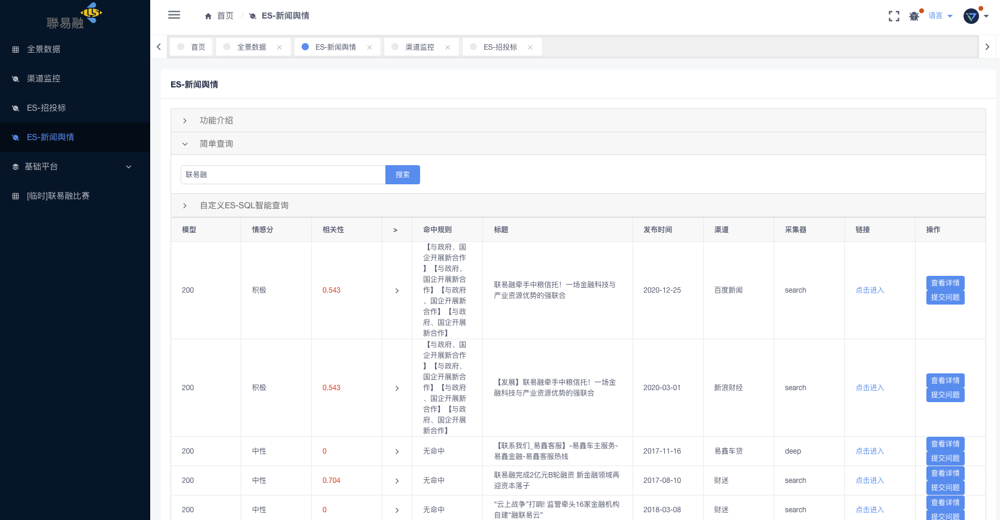 聯易融
全景数据
渠道监控
ES-招投标
ES-新闻舆情
基础平台
[临时]联易融比赛
首页 / ES-新闻舆情
语言
首页
全景数据
ES-新闻舆情
渠道监控
ES-招投标
ES-新闻舆情
功能介绍
简单查询
联易融
搜索
自定义ES-SQL智能查询
模型 情感分 相关性 > 命中规则 标题 发布时间 渠道 采集器 链接 操作
200
积极
0.543
【与政府、国
企开展新合作
】【与政府、
国企开展新合
作】【与政府
、国企开展新
合作】【与政
府、国企开展
新合作】
联易融牵手中粮信托！一场金融科技与
产业资源优势的强联合
2020-12-25
百度新闻
search
点击进入
查看详情
提交问题
200
积极
0.543
【与政府、国
企开展新合作
】【与政府、
国企开展新合
作】【与政府
、国企开展新
合作】【与政
府、国企开展
新合作】
【发展】联易融牵手中粮信托！一场金
融科技与产业资源优势的强联合
2020-03-01
新浪财经
search
点击进入
查看详情
提交问题
200
中性
0
无命中
【联系我们_易鑫客服】-易鑫车主服务-
易鑫金融-易鑫客服热线
2017-11-16
易鑫车贷
deep
点击进入
查看详情
提交问题
200
中性
0.704
无命中
联易融完成2亿元B轮融资 新金融领域再
迎资本落子
2017-08-10
财迷
search
点击进入
查看详情
提交问题
200
中性
0
无命中
“云上战争”打响! 监管牵头16家金融机构
自建“融联易云”
2018-03-08
财迷
search
点击进入
查看详情
提交问题